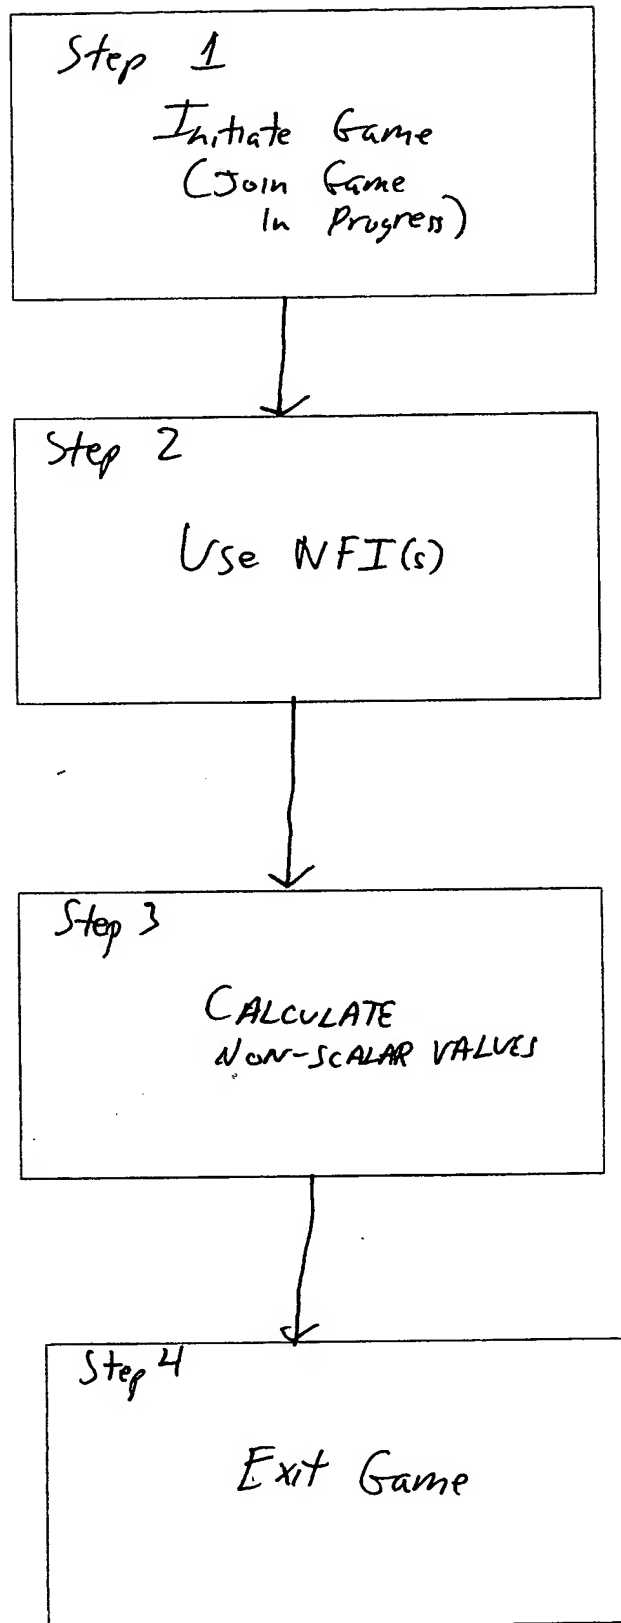 Step 1
Initiate Game
(Join Game
In Progress)
Step 2
Use NFI(s)
Step 3
CALCULATE
NON-SCALAR VALUES
Step 4
Exit Game